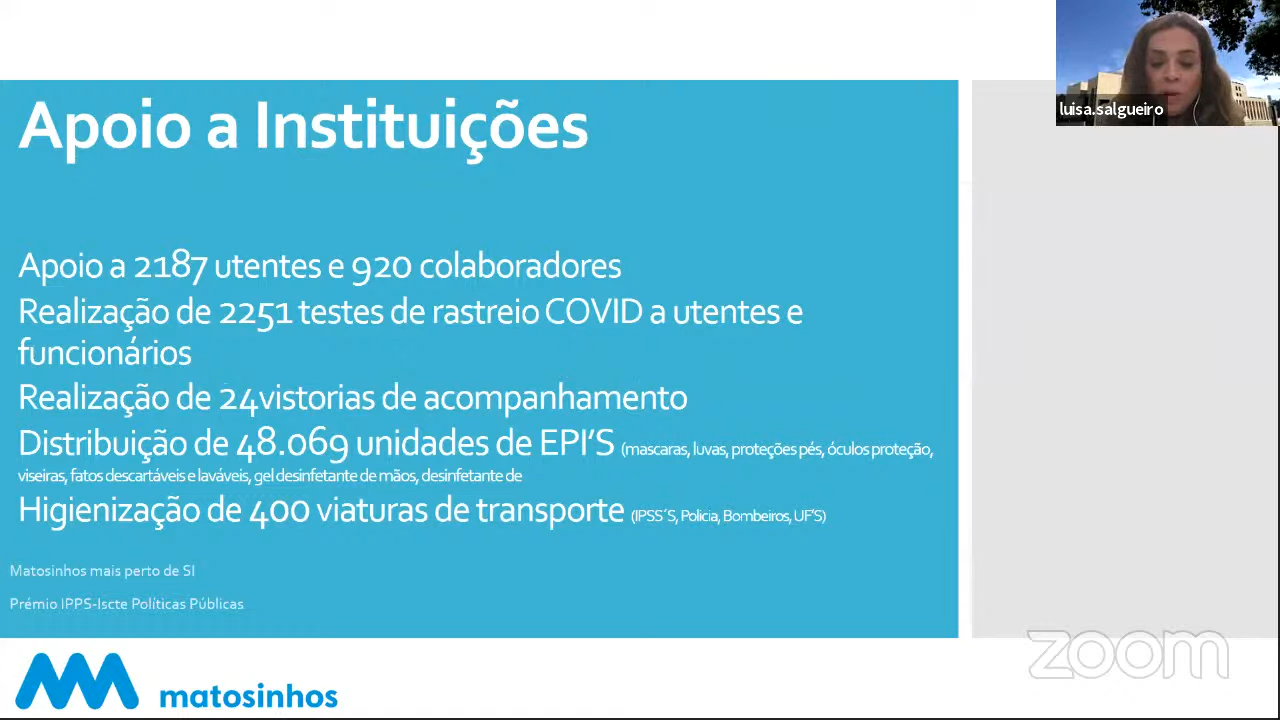 luisa.salgueiro
Apoio a Instituições
Apoio a 2187 utentes e 920 colaboradores
Realização de 2251 testes de rastreio COVID a utentes e
funcionários
Realização de 24vistorias de acompanhamento
Distribuição de 48.069 unidades de EPI’S (mascaras, luvas, proteções pés, óculos proteção,
viseiras, fatos descartáveis e laváveis, gel desinfetante de mãos, desinfetante de
Higienização de 400 viaturas de transporte (IPSS´S, Policia, Bombeiros, UF’S)
Matosinhos mais perto de SI
Prémio IPPS-Iscte Políticas Públicas
zoom
matosinhos